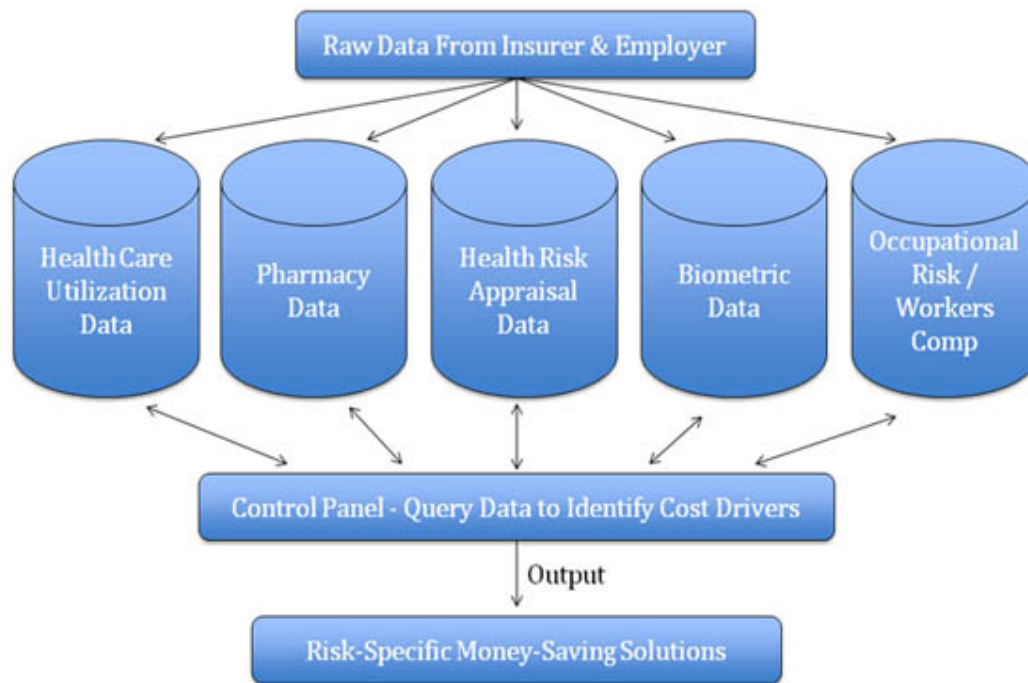 Raw Data From Insurer & Employer
Health Care
Utilization
Data
Pharmacy
Data
Health Risk
Appraisal
Data
Biometric
Data
Occupational
Risk /
Workers
Comp
Control Panel - Query Data to Identify Cost Drivers
Output
Risk-Specific Money-Saving Solutions